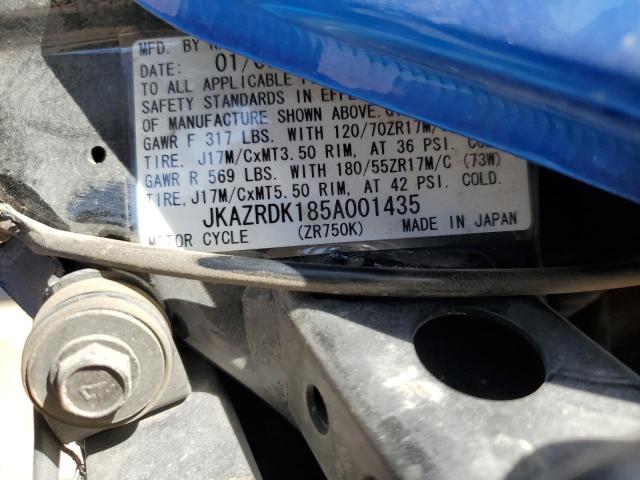 MFD. BY
DATE: 01/0
TO ALL APPLICABLE
SAFETY STANDARDS IN EFFE
OF MANUFACTURE SHOWN ABOVE.
GAWR F 317 LBS. WITH 120/70ZR17M/
TIRE, J17M/CxMT3.50 RIM, AT 36 PSI. CO
GAWR R 569 LBS. WITH 180/55ZR17M/C (73W)
TIRE, J17M/CxMT5.50 RIM, AT 42 PSI. COLD.
JKAZRDK185A001435
MOTOR CYCLE (ZR750K) MADE IN JAPAN